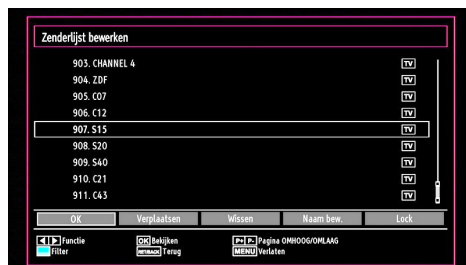 Zenderlijst bewerken
903. CHANNEL 4 TV
904. ZDF TV
905. C07 TV
906. C12 TV
907. S15 TV
908. S20 TV
909. S40 TV
910. C21 TV
911. C43 TV
OK Verplaatsen Wissen Naam bew. Lock
Functie OK Bekijken P+ P- Pagina OMHOOG/OMLAAG
Filter RET/BACK Terug MENU Verlaten